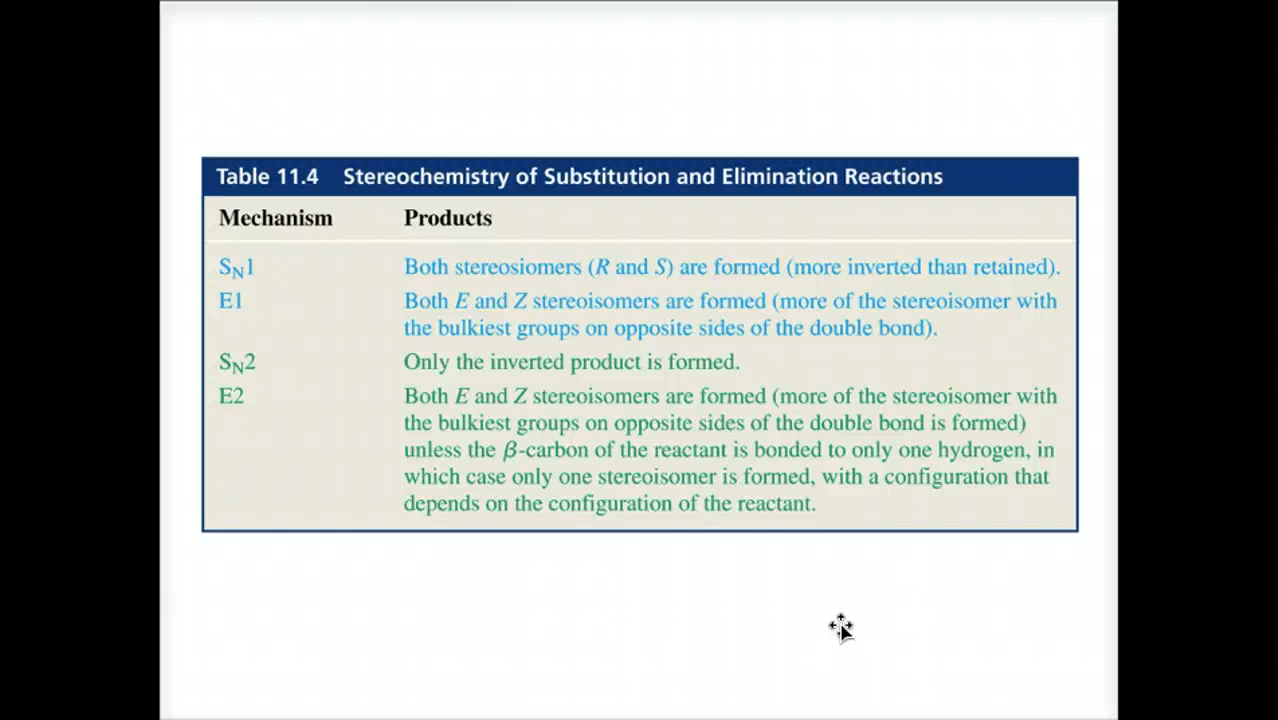 Table 11.4 Stereochemistry of Substitution and Elimination Reactions
Mechanism Products
SN1 Both stereosiomers (R and S) are formed (more inverted than retained).
E1 Both E and Z stereoisomers are formed (more of the stereoisomer with
the bulkiest groups on opposite sides of the double bond).
SN2 Only the inverted product is formed.
E2 Both E and Z stereoisomers are formed (more of the stereoisomer with
the bulkiest groups on opposite sides of the double bond is formed)
unless the β-carbon of the reactant is bonded to only one hydrogen, in
which case only one stereoisomer is formed, with a configuration that
depends on the configuration of the reactant.